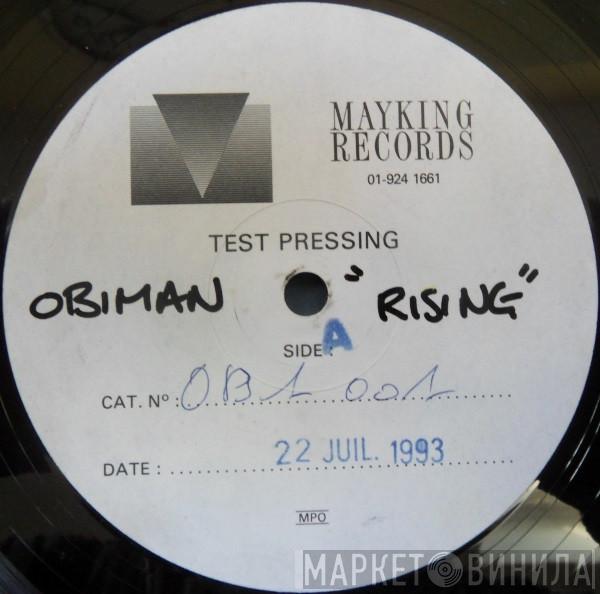 MAYKING
RECORDS
01-924 1661
TEST PRESSING
OBIMAN "RISING"
SIDE: A
CAT. Nº: OB1 001
DATE: 22 JUIL. 1993
MPO
МАРКЕТ ВИНИЛА